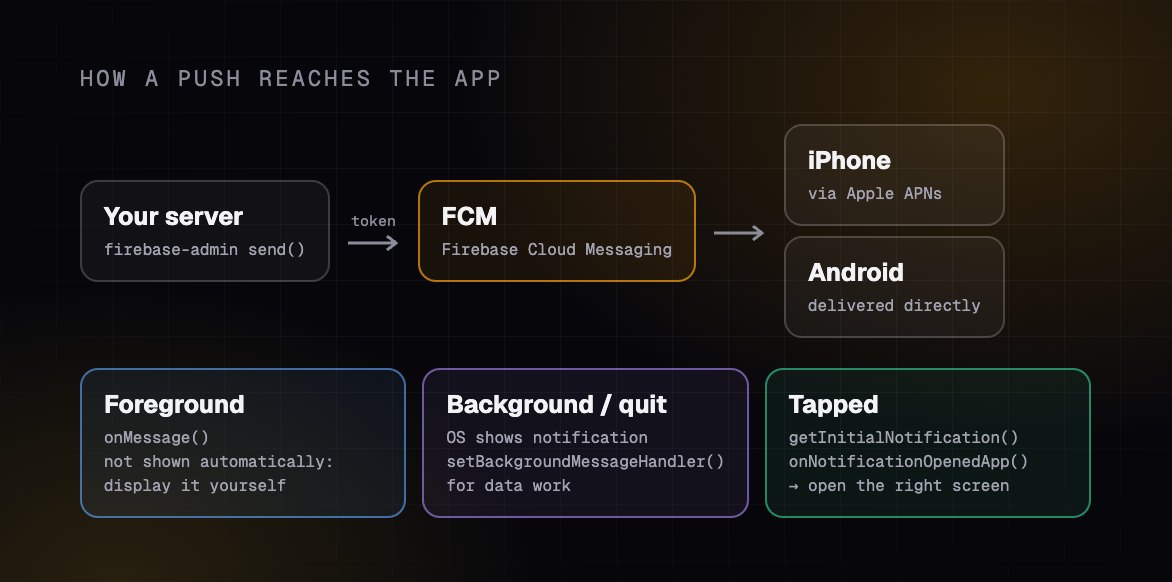 HOW A PUSH REACHES THE APP
Your server
firebase-admin send()
token
FCM
Firebase Cloud Messaging
iPhone
via Apple APNs
Android
delivered directly
Foreground
onMessage()
not shown automatically:
display it yourself
Background / quit
OS shows notification
setBackgroundMessageHandler()
for data work
Tapped
getInitialNotification()
onNotificationOpenedApp()
→ open the right screen